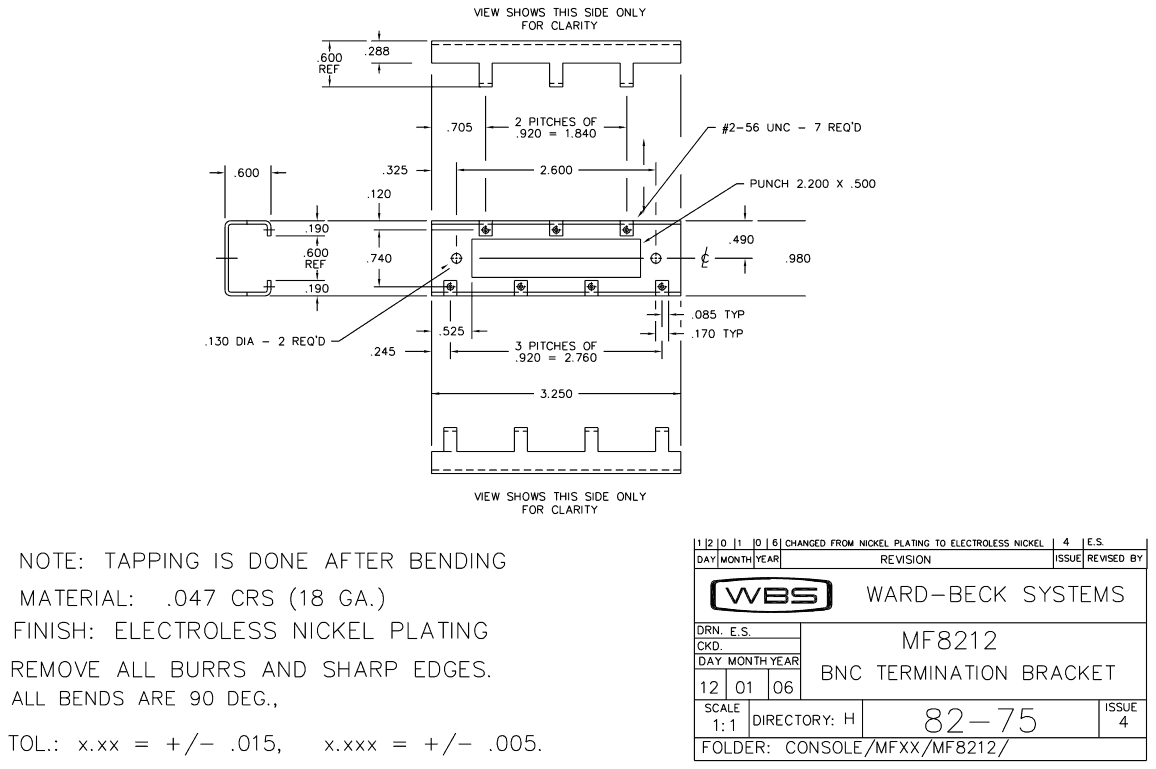 VIEW SHOWS THIS SIDE ONLY
FOR CLARITY
.600
REF
.288
.705
2 PITCHES OF
.920 = 1.840
#2-56 UNC - 7 REQ'D
.325
2.600
.600
PUNCH 2.200 X .500
.120
.190
.490
.600
REF
.740
℄
.980
.190
.085 TYP
.525
.170 TYP
.130 DIA - 2 REQ'D
.245
3 PITCHES OF
.920 = 2.760
3.250
VIEW SHOWS THIS SIDE ONLY
FOR CLARITY
NOTE: TAPPING IS DONE AFTER BENDING
MATERIAL: .047 CRS (18 GA.)
FINISH: ELECTROLESS NICKEL PLATING
REMOVE ALL BURRS AND SHARP EDGES.
ALL BENDS ARE 90 DEG.,
TOL.: x.xx = +/- .015, x.xxx = +/- .005.
1 2 0 1 0 6 CHANGED FROM NICKEL PLATING TO ELECTROLESS NICKEL 4 E.S.
DAY MONTH YEAR REVISION ISSUE REVISED BY
WBS WARD-BECK SYSTEMS
DRN. E.S.
CKD.
DAY MONTH YEAR
12 01 06
MF8212
BNC TERMINATION BRACKET
SCALE
1:1
DIRECTORY: H
82-75
ISSUE
4
FOLDER: CONSOLE/MFXX/MF8212/